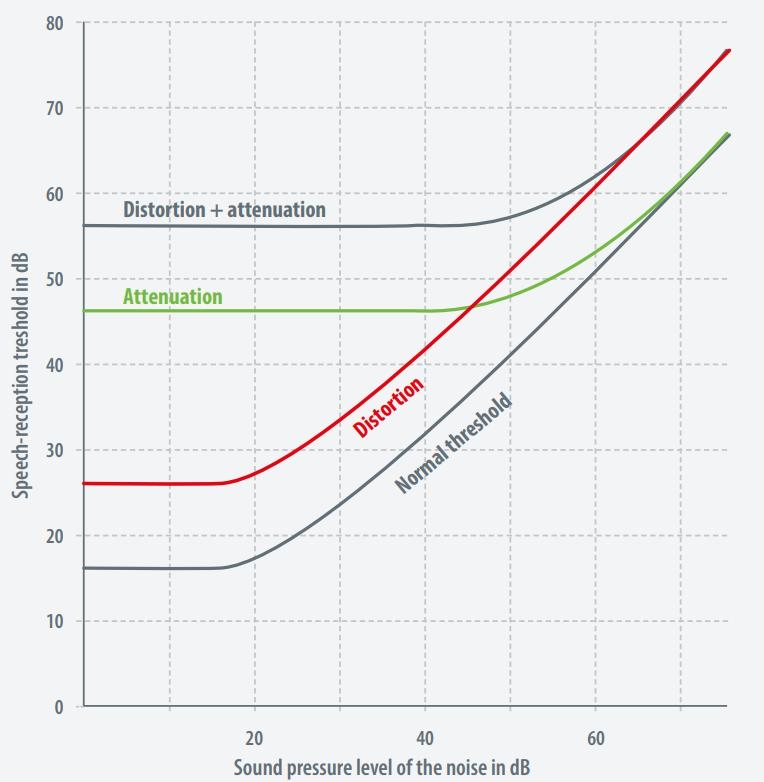 80
70
60
Distortion + attenuation
50
Attenuation
40
Distortion
30
Normal threshold
20
10
0
Speech-reception treshold in dB
20 40 60
Sound pressure level of the noise in dB